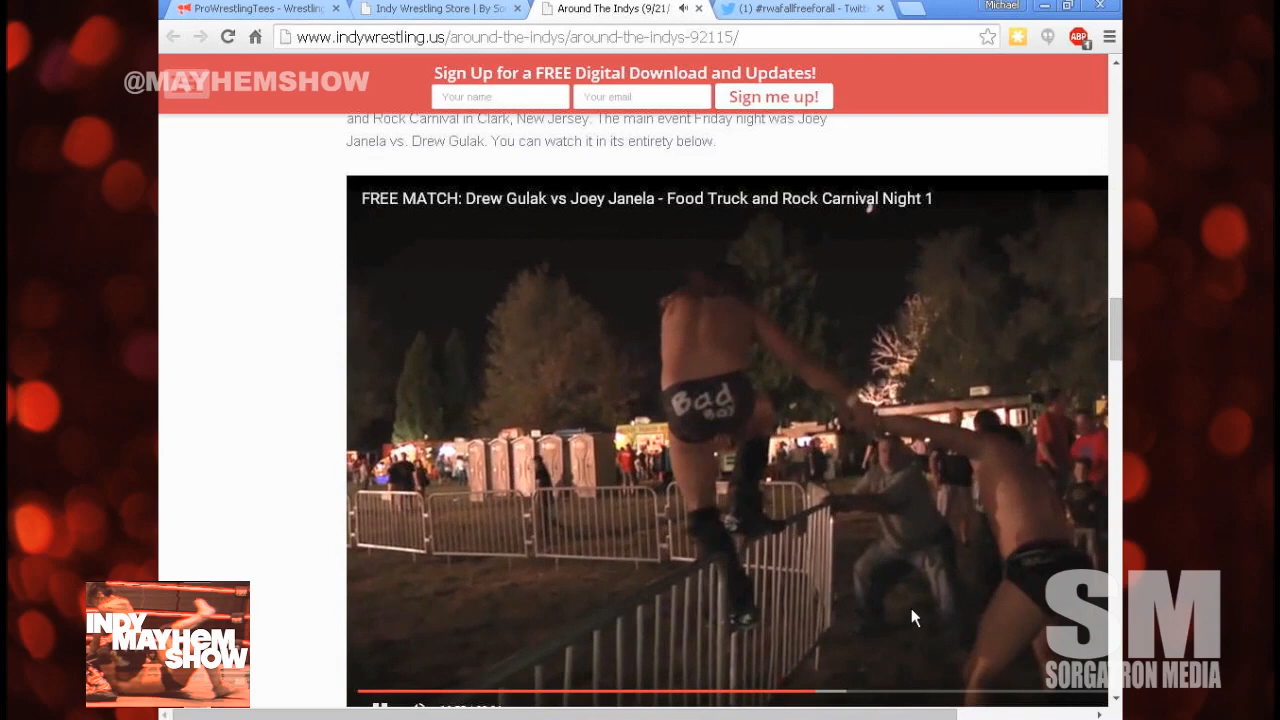 ProWrestlingTees - Wrestling
Indy Wrestling Store | By So
Around The Indys (9/21/
(1) #rwafallfreeforall - Twitt
Michael
www.indywrestling.us/around-the-indys/around-the-indys-92115/
ABP
1
@MAYHEMSHOW
Sign Up for a FREE Digital Download and Updates!
Your name
Your email
Sign me up!
and Rock Carnival in Clark, New Jersey. The main event Friday night was Joey
Janela vs. Drew Gulak. You can watch it in its entirety below.
FREE MATCH: Drew Gulak vs Joey Janela - Food Truck and Rock Carnival Night 1
Bad
Boy
INDY
MAYHEM
SHOW
SM
SORGATRON MEDIA